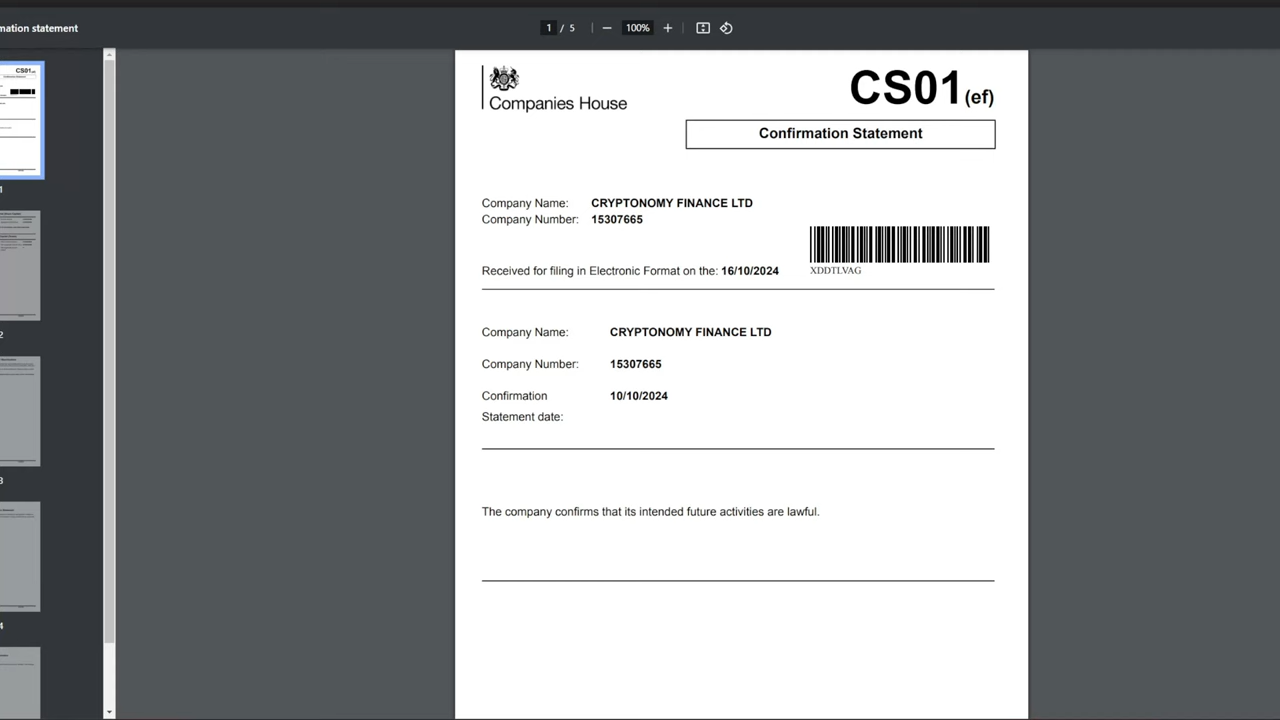 mation statement
1 / 5
100%
Companies House
CS01(ef)
Confirmation Statement
Company Name: CRYPTONOMY FINANCE LTD
Company Number: 15307665
Received for filing in Electronic Format on the: 16/10/2024
XDDTLVAG
Company Name: CRYPTONOMY FINANCE LTD
Company Number: 15307665
Confirmation 10/10/2024
Statement date:
The company confirms that its intended future activities are lawful.
CS01
1
2
3
4